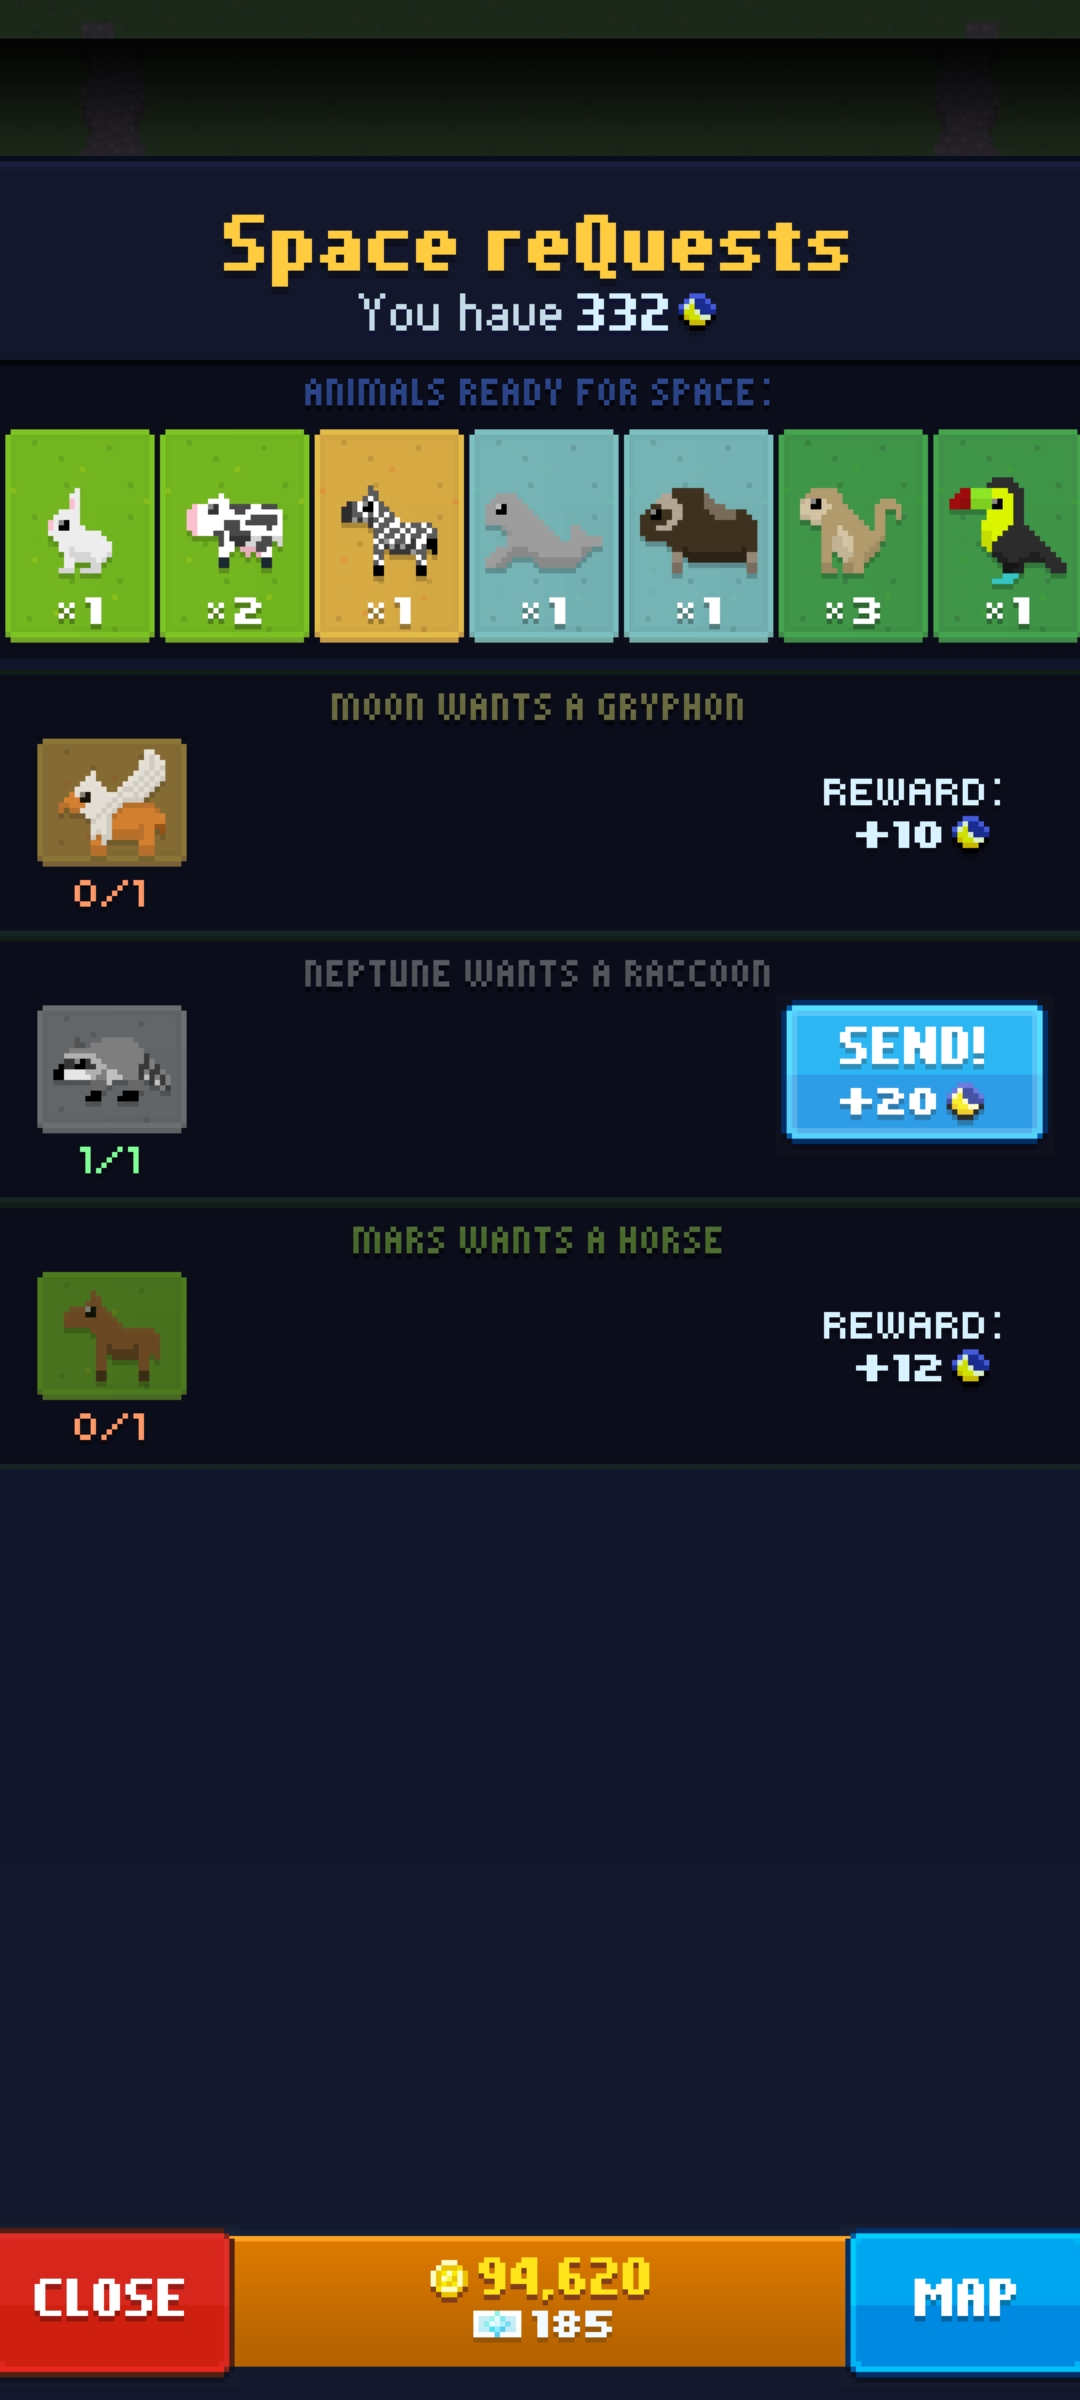 Space reQuests
You have 332
ANIMALS READY FOR SPACE:
×1 ×2 ×1 ×1 ×1 ×3 ×1
MOON WANTS A GRYPHON
REWARD:
+10
0/1
NEPTUNE WANTS A RACCOON
SEND!
+20
1/1
MARS WANTS A HORSE
REWARD:
+12
0/1
CLOSE
94,620
185
MAP